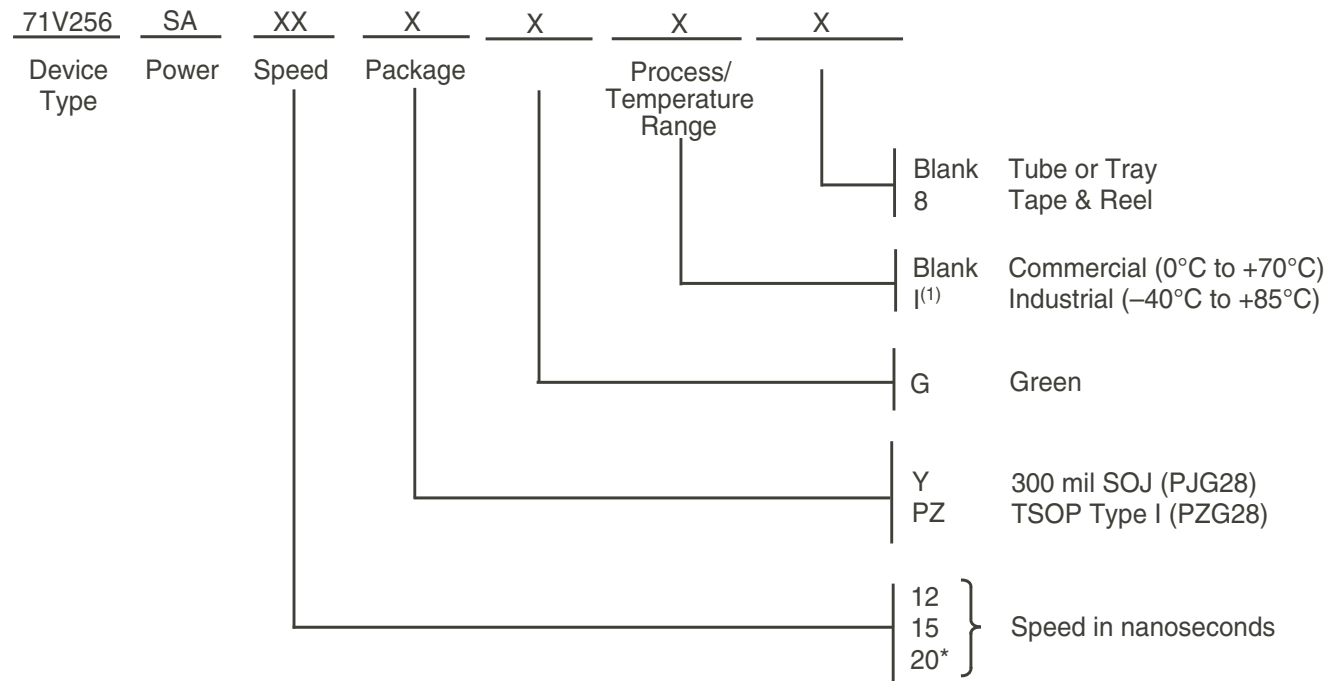 71V256 SA XX X X X X
Device Type Power Speed Package Process/ Temperature Range
Blank Tube or Tray
8 Tape & Reel
Blank Commercial (0°C to +70°C)
I(1) Industrial (–40°C to +85°C)
G Green
Y 300 mil SOJ (PJG28)
PZ TSOP Type I (PZG28)
12
15 Speed in nanoseconds
20*